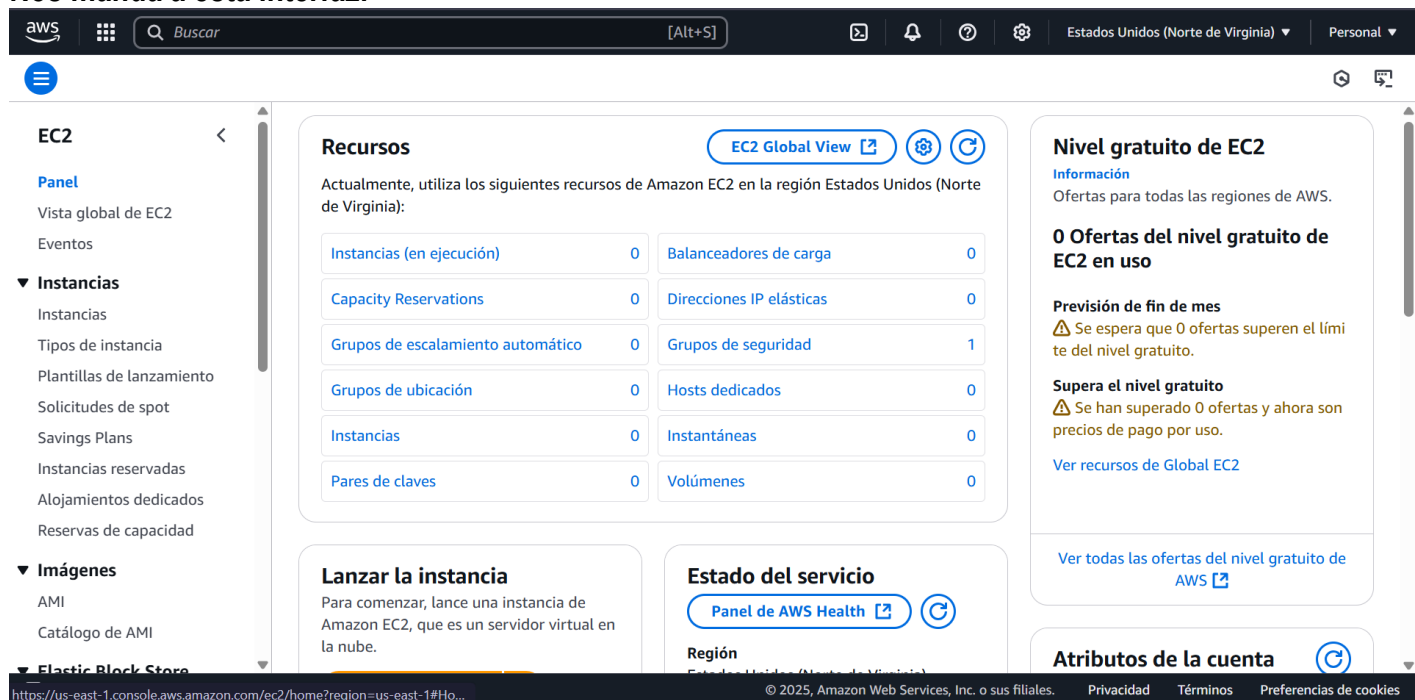 aws
Buscar
[Alt+S]
Estados Unidos (Norte de Virginia) ▼
Personal ▼
EC2
Panel
Vista global de EC2
Eventos
▼ Instancias
Instancias
Tipos de instancia
Plantillas de lanzamiento
Solicitudes de spot
Savings Plans
Instancias reservadas
Alojamientos dedicados
Reservas de capacidad
▼ Imágenes
AMI
Catálogo de AMI
▼ Elastic Block Store
Recursos
EC2 Global View
Actualmente, utiliza los siguientes recursos de Amazon EC2 en la región Estados Unidos (Norte
de Virginia):
Instancias (en ejecución) 0
Balanceadores de carga 0
Capacity Reservations 0
Direcciones IP elásticas 0
Grupos de escalamiento automático 0
Grupos de seguridad 1
Grupos de ubicación 0
Hosts dedicados 0
Instancias 0
Instantáneas 0
Pares de claves 0
Volúmenes 0
Lanzar la instancia
Para comenzar, lance una instancia de
Amazon EC2, que es un servidor virtual en
la nube.
Estado del servicio
Panel de AWS Health
Región
Nivel gratuito de EC2
Información
Ofertas para todas las regiones de AWS.
0 Ofertas del nivel gratuito de
EC2 en uso
Previsión de fin de mes
Se espera que 0 ofertas superen el lími
te del nivel gratuito.
Supera el nivel gratuito
Se han superado 0 ofertas y ahora son
precios de pago por uso.
Ver recursos de Global EC2
Ver todas las ofertas del nivel gratuito de
AWS
Atributos de la cuenta
https://us-east-1.console.aws.amazon.com/ec2/home?region=us-east-1#Ho...
© 2025, Amazon Web Services, Inc. o sus filiales.
Privacidad
Términos
Preferencias de cookies